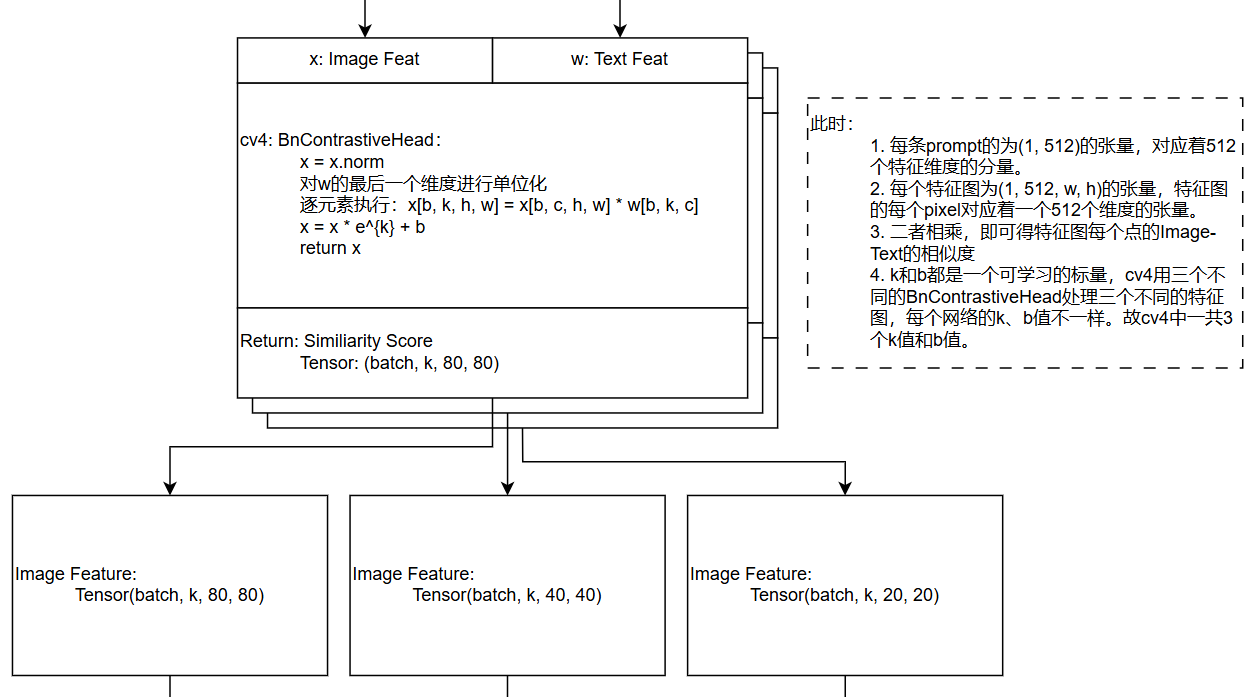 x: Image Feat
w: Text Feat
cv4: BnContrastiveHead：
x = x.norm
对w的最后一个维度进行单位化
逐元素执行：x[b, k, h, w] = x[b, c, h, w] * w[b, k, c]
x = x * e^{k} + b
return x
Return: Similiarity Score
Tensor: (batch, k, 80, 80)
此时：
1. 每条prompt的为(1, 512)的张量，对应着512
个特征维度的分量。
2. 每个特征图为(1, 512, w, h)的张量，特征图
的每个pixel对应着一个512个维度的张量。
3. 二者相乘，即可得特征图每个点的Image-
Text的相似度
4. k和b都是一个可学习的标量，cv4用三个不
同的BnContrastiveHead处理三个不同的特征
图，每个网络的k、b值不一样。故cv4中一共3
个k值和b值。
Image Feature:
Tensor(batch, k, 80, 80)
Image Feature:
Tensor(batch, k, 40, 40)
Image Feature:
Tensor(batch, k, 20, 20)